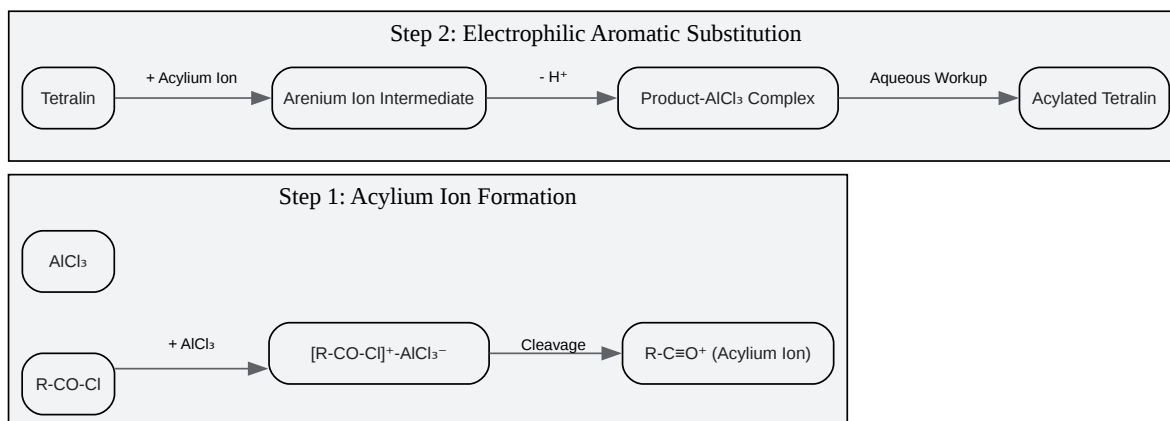 Step 2: Electrophilic Aromatic Substitution
+ Acylium Ion
- H⁺
Aqueous Workup
Tetralin
Arenium Ion Intermediate
Product-AlCl₃ Complex
Acylated Tetralin
Step 1: Acylium Ion Formation
AlCl₃
+ AlCl₃
Cleavage
[R-CO-Cl]⁺-AlCl₃⁻
R-C≡O⁺ (Acylium Ion)
R-CO-Cl